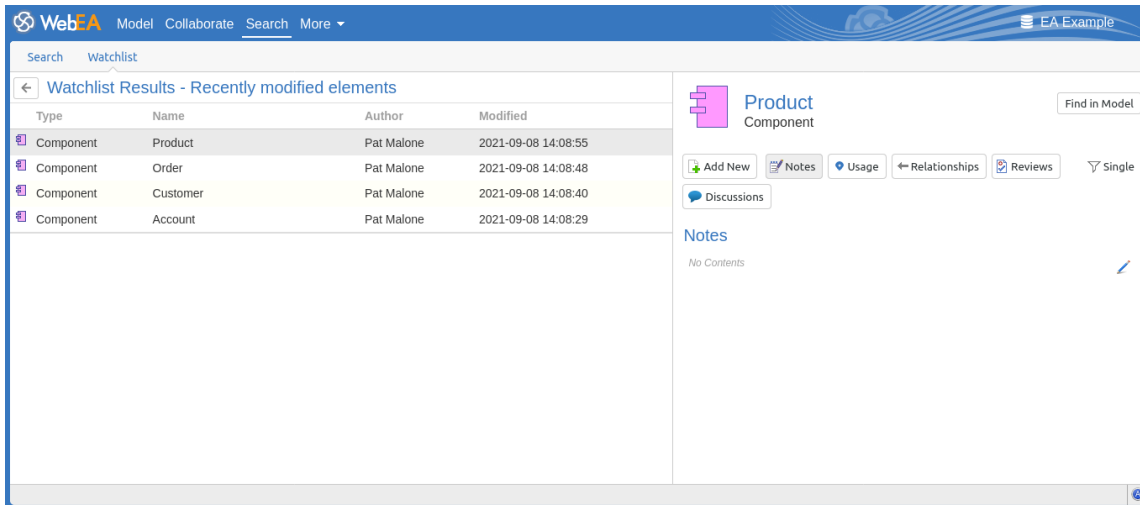 WebEA Model Collaborate Search More EA Example
Search Watchlist
Watchlist Results - Recently modified elements
Type Name Author Modified
Component Product Pat Malone 2021-09-08 14:08:55
Component Order Pat Malone 2021-09-08 14:08:48
Component Customer Pat Malone 2021-09-08 14:08:40
Component Account Pat Malone 2021-09-08 14:08:29
Product
Component
Find in Model
Add New Notes Usage Relationships Reviews Single
Discussions
Notes
No Contents